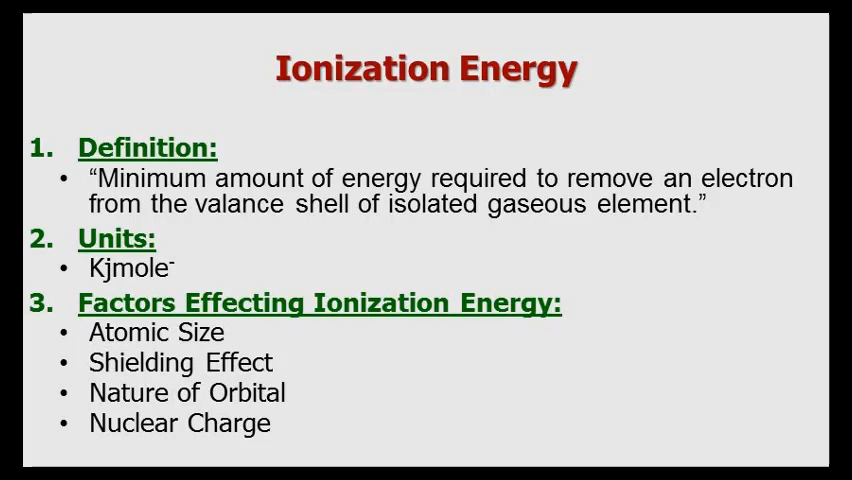 Ionization Energy
1. Definition:
• “Minimum amount of energy required to remove an electron
from the valance shell of isolated gaseous element.”
2. Units:
• Kjmole⁻
3. Factors Effecting Ionization Energy:
• Atomic Size
• Shielding Effect
• Nature of Orbital
• Nuclear Charge